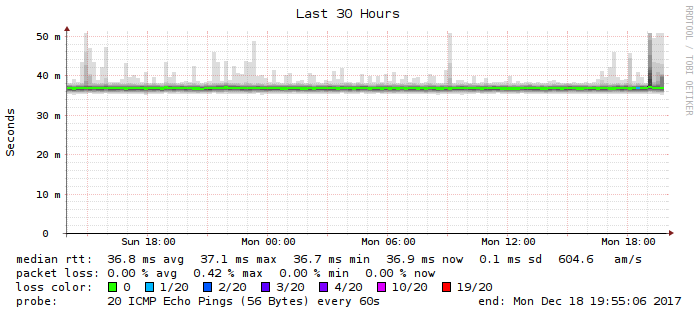 Last 30 Hours
RRDTOOL / TOBI OETIKER
Seconds
50 m
40 m
30 m
20 m
10 m
0
Sun 18:00 Mon 00:00 Mon 06:00 Mon 12:00 Mon 18:00
median rtt: 36.8 ms avg 37.1 ms max 36.7 ms min 36.9 ms now 0.1 ms sd 604.6 am/s
packet loss: 0.00 % avg 0.42 % max 0.00 % min 0.00 % now
loss color: 0 1/20 2/20 3/20 4/20 10/20 19/20
probe: 20 ICMP Echo Pings (56 Bytes) every 60s end: Mon Dec 18 19:55:06 2017